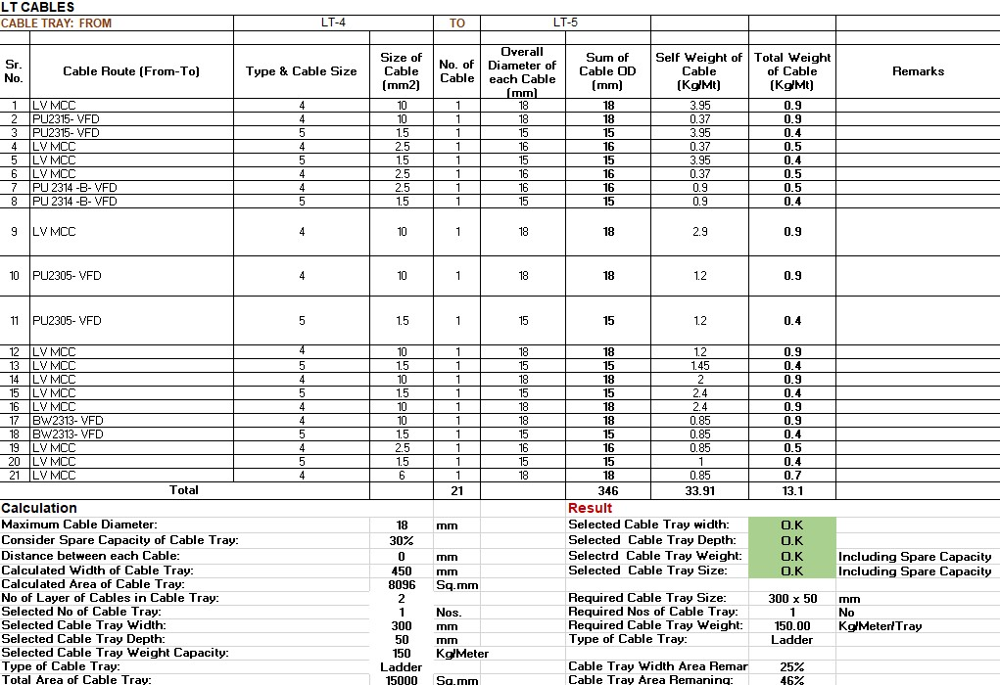 LT CABLES
CABLE TRAY: FROM LT-4 TO LT-5
Sr. No. Cable Route (From-To) Type & Cable Size Size of Cable (mm2) No. of Cable Overall Diameter of each Cable (mm) Sum of Cable OD (mm) Self Weight of Cable (Kg/Mt) Total Weight of Cable (Kg/Mt) Remarks
1 LV MCC 4 10 1 18 18 3.95 0.9
2 PU2315- VFD 4 10 1 18 18 0.37 0.9
3 PU2315- VFD 5 1.5 1 15 15 3.95 0.4
4 LV MCC 4 2.5 1 16 16 0.37 0.5
5 LV MCC 5 1.5 1 15 15 3.95 0.4
6 LV MCC 4 2.5 1 16 16 0.37 0.5
7 PU 2314 -B- VFD 4 2.5 1 16 16 0.9 0.5
8 PU 2314 -B- VFD 5 1.5 1 15 15 0.9 0.4
9 LV MCC 4 10 1 18 18 2.9 0.9
10 PU2305- VFD 4 10 1 18 18 1.2 0.9
11 PU2305- VFD 5 1.5 1 15 15 1.2 0.4
12 LV MCC 4 10 1 18 18 1.2 0.9
13 LV MCC 5 1.5 1 15 15 1.45 0.4
14 LV MCC 4 10 1 18 18 2 0.9
15 LV MCC 5 1.5 1 15 15 2.4 0.4
16 LV MCC 4 10 1 18 18 2.4 0.9
17 BW2313- VFD 4 10 1 18 18 0.85 0.9
18 BW2313- VFD 5 1.5 1 15 15 0.85 0.4
19 LV MCC 4 2.5 1 16 16 0.85 0.5
20 LV MCC 5 1.5 1 15 15 1 0.4
21 LV MCC 4 6 1 18 18 0.85 0.7
Total 21 346 33.91 13.1
Calculation Result
Maximum Cable Diameter: 18 mm Selected Cable Tray width: O.K
Consider Spare Capacity of Cable Tray: 30% Selected Cable Tray Depth: O.K
Distance between each Cable: 0 mm Selectrd Cable Tray Weight: O.K Including Spare Capacity
Calculated Width of Cable Tray: 450 mm Selected Cable Tray Size: O.K Including Spare Capacity
Calculated Area of Cable Tray: 8096 Sq.mm
No of Layer of Cables in Cable Tray: 2 Required Cable Tray Size: 300 x 50 mm
Selected No of Cable Tray: 1 Nos. Required Nos of Cable Tray: 1 No
Selected Cable Tray Width: 300 mm Required Cable Tray Weight: 150.00 Kg/Meter/Tray
Selected Cable Tray Depth: 50 mm Type of Cable Tray: Ladder
Selected Cable Tray Weight Capacity: 150 Kg/Meter
Type of Cable Tray: Ladder Cable Tray Width Area Remar 25%
Total Area of Cable Tray: 15000 Sq.mm Cable Tray Area Remaning: 46%